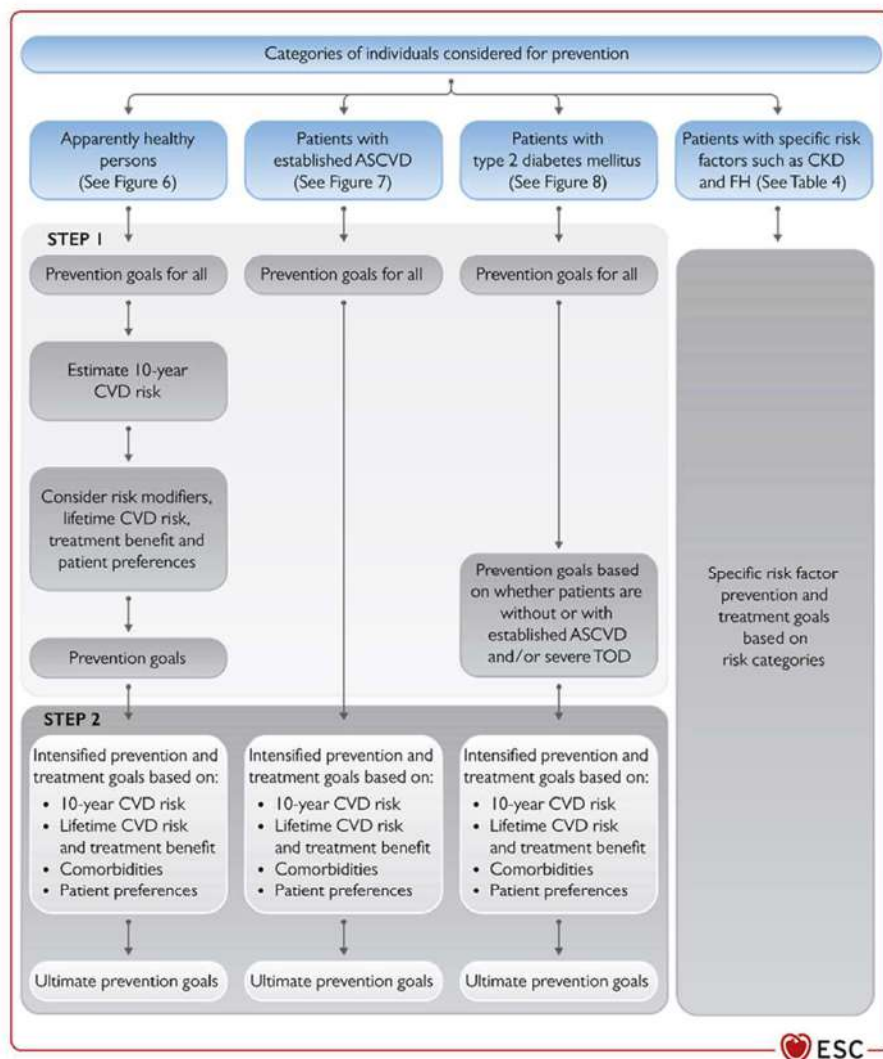 Categories of individuals considered for prevention
Apparently healthy
persons
(See Figure 6)
Patients with
established ASCVD
(See Figure 7)
Patients with
type 2 diabetes mellitus
(See Figure 8)
Patients with specific risk
factors such as CKD
and FH (See Table 4)
STEP 1
Prevention goals for all
Estimate 10-year
CVD risk
Consider risk modifiers,
lifetime CVD risk,
treatment benefit and
patient preferences
Prevention goals
Prevention goals for all
Prevention goals for all
Prevention goals based
on whether patients are
without or with
established ASCVD
and/or severe TOD
Specific risk factor
prevention and
treatment goals
based on
risk categories
STEP 2
Intensified prevention and
treatment goals based on:
• 10-year CVD risk
• Lifetime CVD risk
and treatment benefit
• Comorbidities
• Patient preferences
Ultimate prevention goals
Intensified prevention and
treatment goals based on:
• 10-year CVD risk
• Lifetime CVD risk
and treatment benefit
• Comorbidities
• Patient preferences
Ultimate prevention goals
Intensified prevention and
treatment goals based on:
• 10-year CVD risk
• Lifetime CVD risk
and treatment benefit
• Comorbidities
• Patient preferences
Ultimate prevention goals
ESC